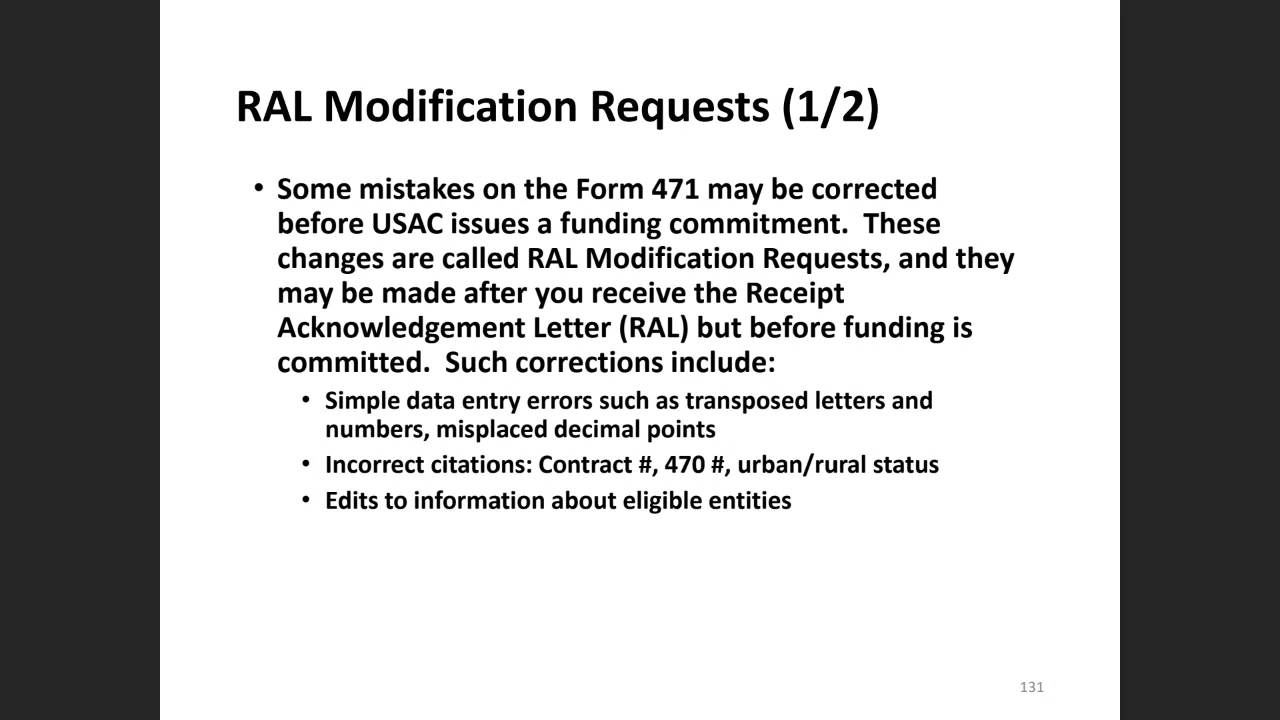 RAL Modification Requests (1/2)
• Some mistakes on the Form 471 may be corrected
before USAC issues a funding commitment.  These
changes are called RAL Modification Requests, and they
may be made after you receive the Receipt
Acknowledgement Letter (RAL) but before funding is
committed.  Such corrections include:
• Simple data entry errors such as transposed letters and
numbers, misplaced decimal points
• Incorrect citations: Contract #, 470 #, urban/rural status
• Edits to information about eligible entities
131